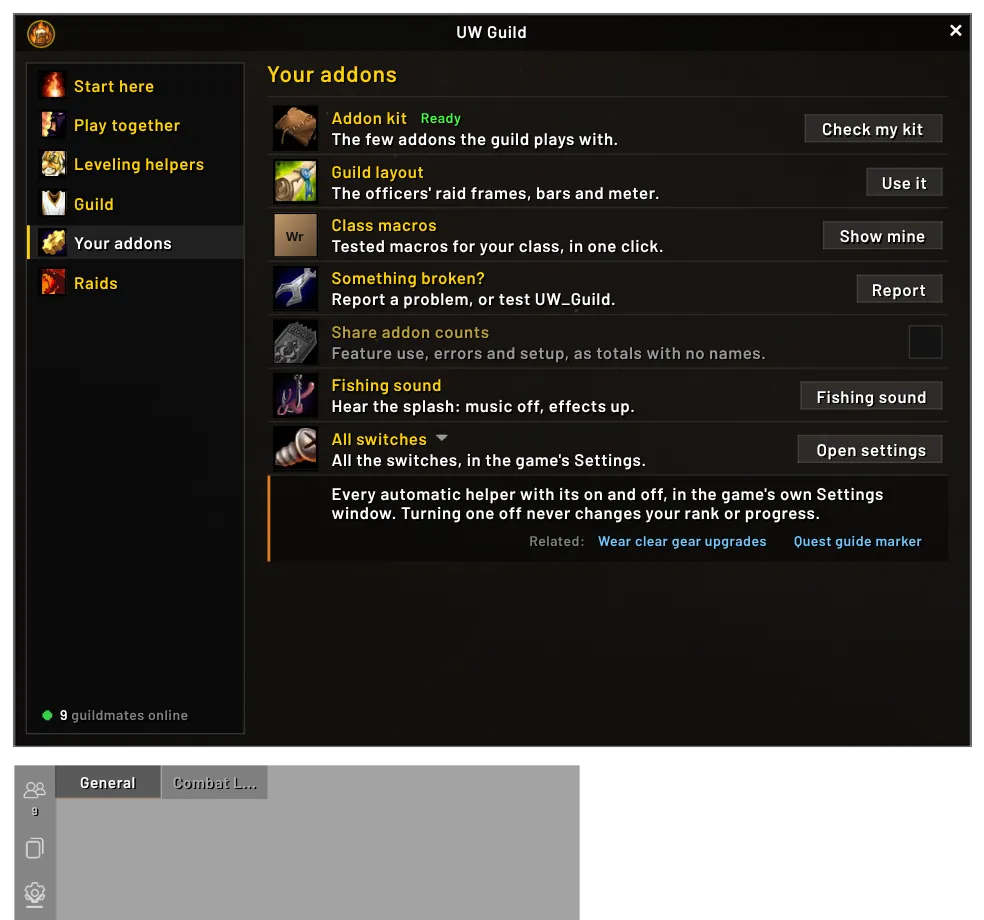 UW Guild
Start here
Play together
Leveling helpers
Guild
Your addons
Raids
9 guildmates online
Your addons
Addon kit Ready
The few addons the guild plays with.
Check my kit
Guild layout
The officers' raid frames, bars and meter.
Use it
Wr
Class macros
Tested macros for your class, in one click.
Show mine
Something broken?
Report a problem, or test UW_Guild.
Report
Share addon counts
Feature use, errors and setup, as totals with no names.
Fishing sound
Hear the splash: music off, effects up.
Fishing sound
All switches
All the switches, in the game's Settings.
Open settings
Every automatic helper with its on and off, in the game's own Settings
window. Turning one off never changes your rank or progress.
Related: Wear clear gear upgrades Quest guide marker
General Combat L...
9